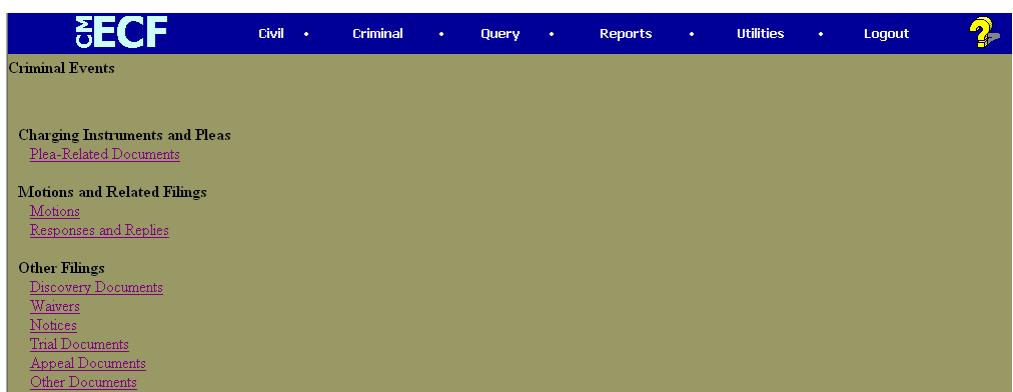 CM ECF Civil • Criminal • Query • Reports • Utilities • Logout ?
Criminal Events
Charging Instruments and Pleas
Plea-Related Documents
Motions and Related Filings
Motions
Responses and Replies
Other Filings
Discovery Documents
Waivers
Notices
Trial Documents
Appeal Documents
Other Documents